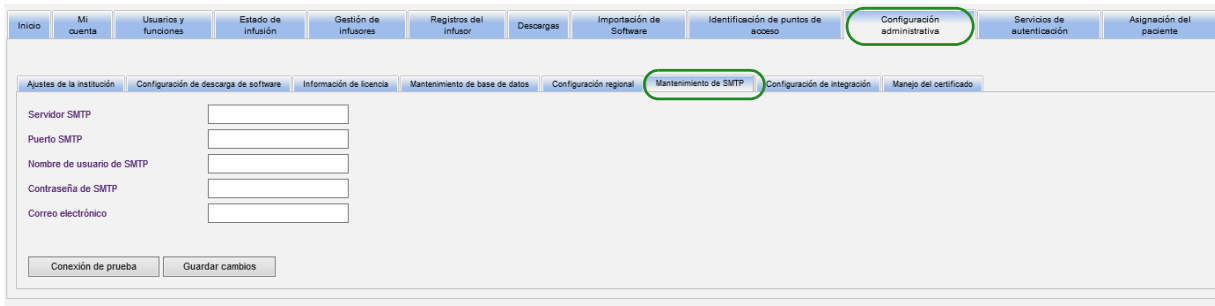 Inicio
Mi cuenta
Usuarios y funciones
Estado de infusión
Gestión de infusores
Registros del infusor
Descargas
Importación de Software
Identificación de puntos de acceso
Configuración administrativa
Servicios de autenticación
Asignación del paciente
Ajustes de la institución
Configuración de descarga de software
Información de licencia
Mantenimiento de base de datos
Configuración regional
Mantenimiento de SMTP
Configuración de integración
Manejo del certificado
Servidor SMTP
Puerto SMTP
Nombre de usuario de SMTP
Contraseña de SMTP
Correo electrónico
Conexión de prueba
Guardar cambios